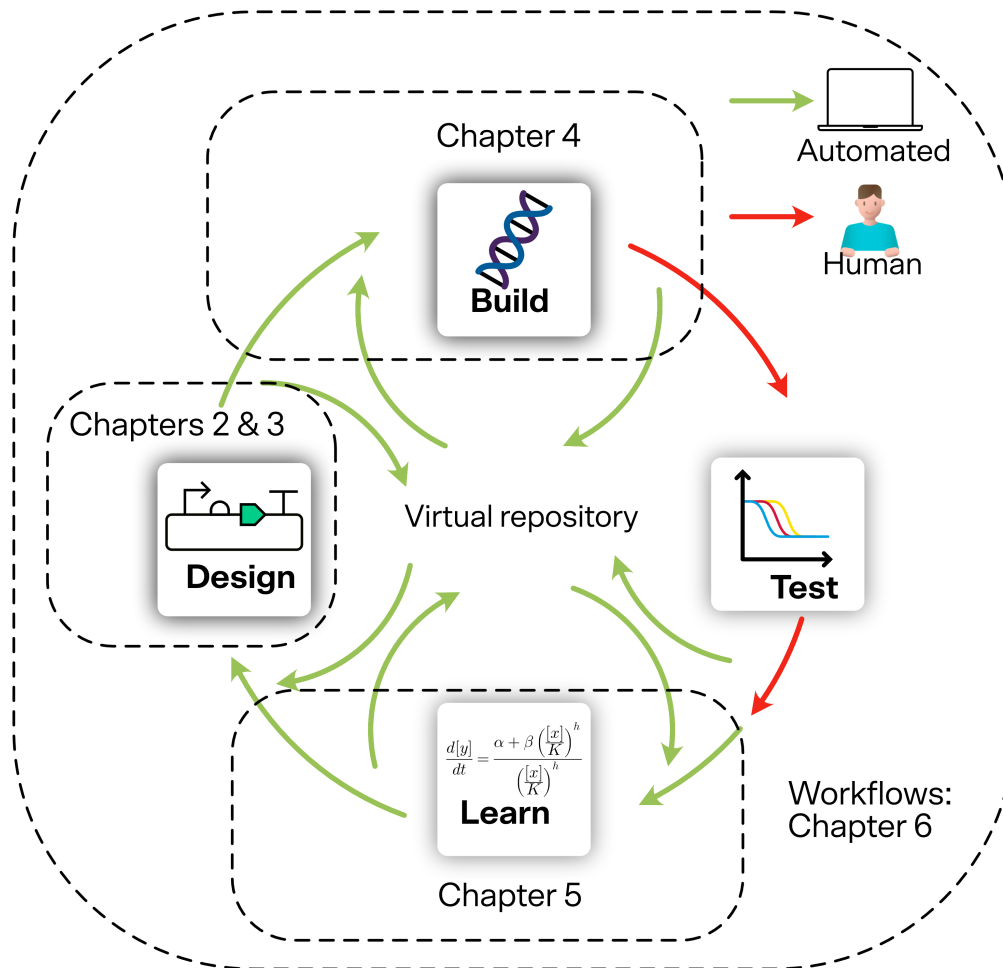 Chapter 4
Automated
Human
Build
Chapters 2 & 3
Design
Virtual repository
Test
d[y]/dt = (α + β ([x]/K)^h) / ([x]/K)^h
Learn
Workflows:
Chapter 6
Chapter 5